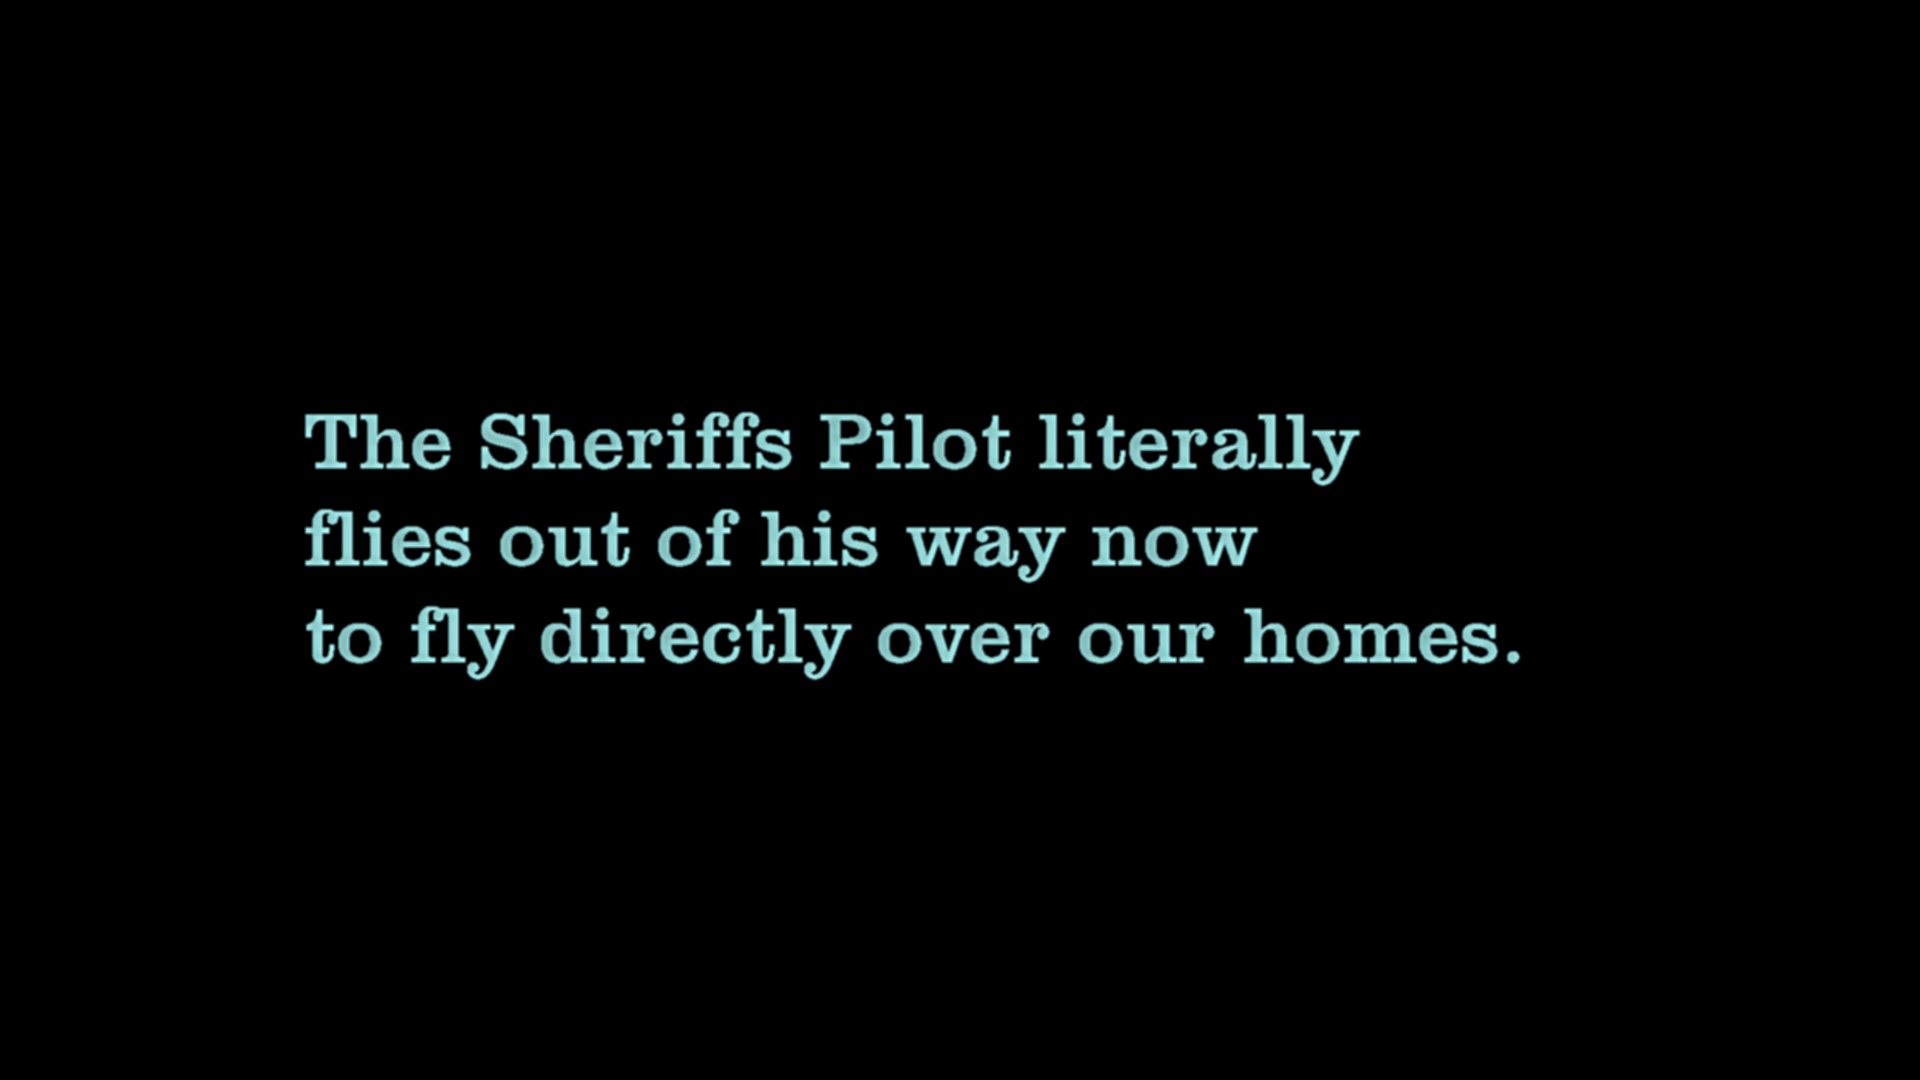 The Sheriffs Pilot literally
flies out of his way now
to fly directly over our homes.